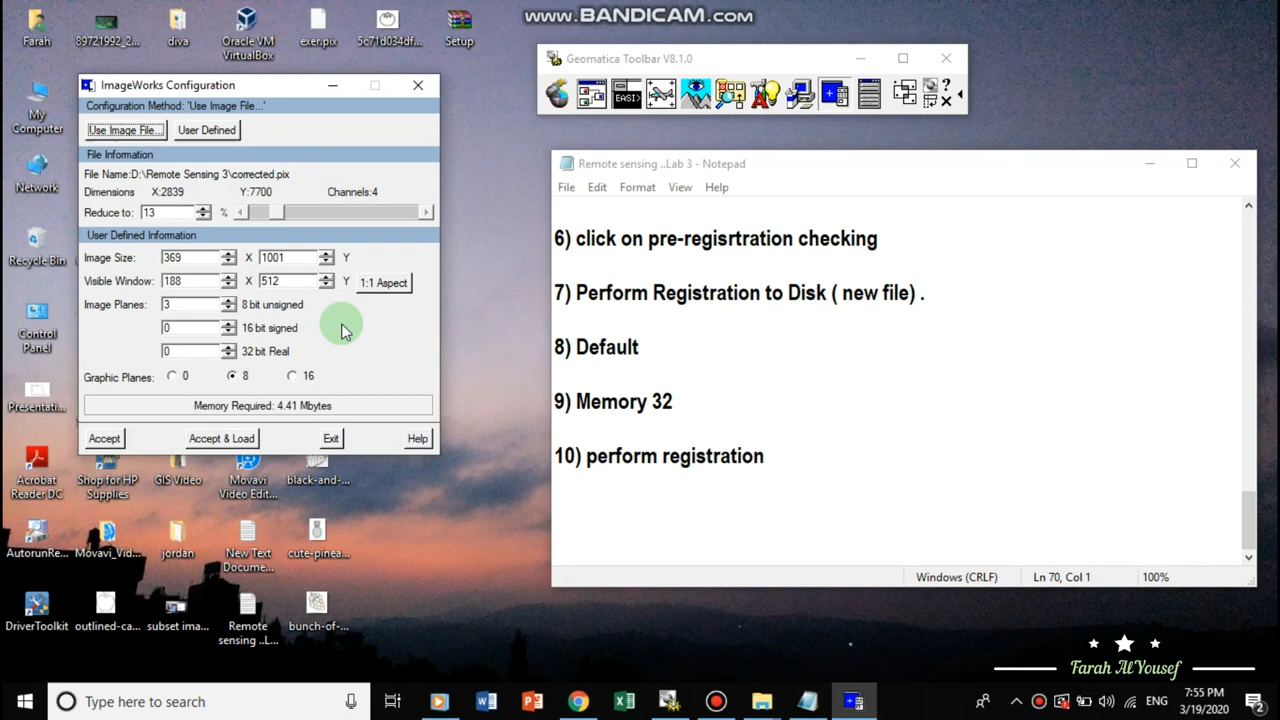 www.BANDICAM.com
Farah
89721992_2...
diva
Oracle VM
VirtualBox
exer.pix
5c71d034df...
Setup
My
Computer
Network
Recycle Bin
Control
Panel
Presentati...
Acrobat
Reader DC
Shop for HP
Supplies
GIS Video
Movavi
Video Edit...
black-and-...
AutorunRe...
Movavi_Vid...
jordan
New Text
Docume...
cute-pinea...
DriverToolkit
outlined-ca...
subset ima...
Remote
sensing ..L...
bunch-of-...
ImageWorks Configuration
Configuration Method: 'Use Image File...'
Use Image File... User Defined
File Information
File Name:D:\Remote Sensing 3\corrected.pix
Dimensions X:2839 Y:7700 Channels:4
Reduce to: 13 %
User Defined Information
Image Size: 369 X 1001 Y
Visible Window: 188 X 512 Y 1:1 Aspect
Image Planes: 3 8 bit unsigned
0 16 bit signed
0 32 bit Real
Graphic Planes: 0 8 16
Memory Required: 4.41 Mbytes
Accept Accept & Load Exit Help
Geomatica Toolbar V8.1.0
EASI>
Remote sensing ..Lab 3 - Notepad
File Edit Format View Help
6) click on pre-regisrtration checking
7) Perform Registration to Disk ( new file) .
8) Default
9) Memory 32
10) perform registration
Windows (CRLF) Ln 70, Col 1 100%
Farah AlYousef
Type here to search
ENG
7:55 PM
3/19/2020
2